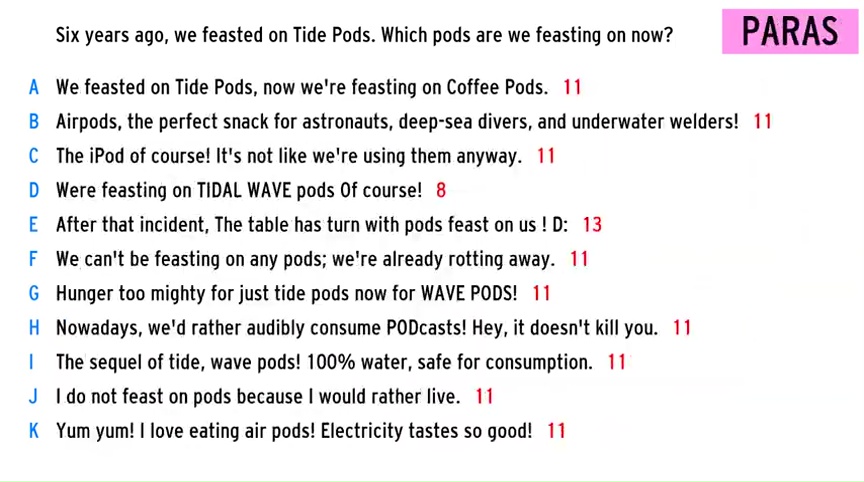 Six years ago, we feasted on Tide Pods. Which pods are we feasting on now?
PARAS
A We feasted on Tide Pods, now we're feasting on Coffee Pods. 11
B Airpods, the perfect snack for astronauts, deep-sea divers, and underwater welders! 11
C The iPod of course! It's not like we're using them anyway. 11
D Were feasting on TIDAL WAVE pods Of course! 8
E After that incident, The table has turn with pods feast on us ! D: 13
F We can't be feasting on any pods; we're already rotting away. 11
G Hunger too mighty for just tide pods now for WAVE PODS! 11
H Nowadays, we'd rather audibly consume PODcasts! Hey, it doesn't kill you. 11
I The sequel of tide, wave pods! 100% water, safe for consumption. 11
J I do not feast on pods because I would rather live. 11
K Yum yum! I love eating air pods! Electricity tastes so good! 11